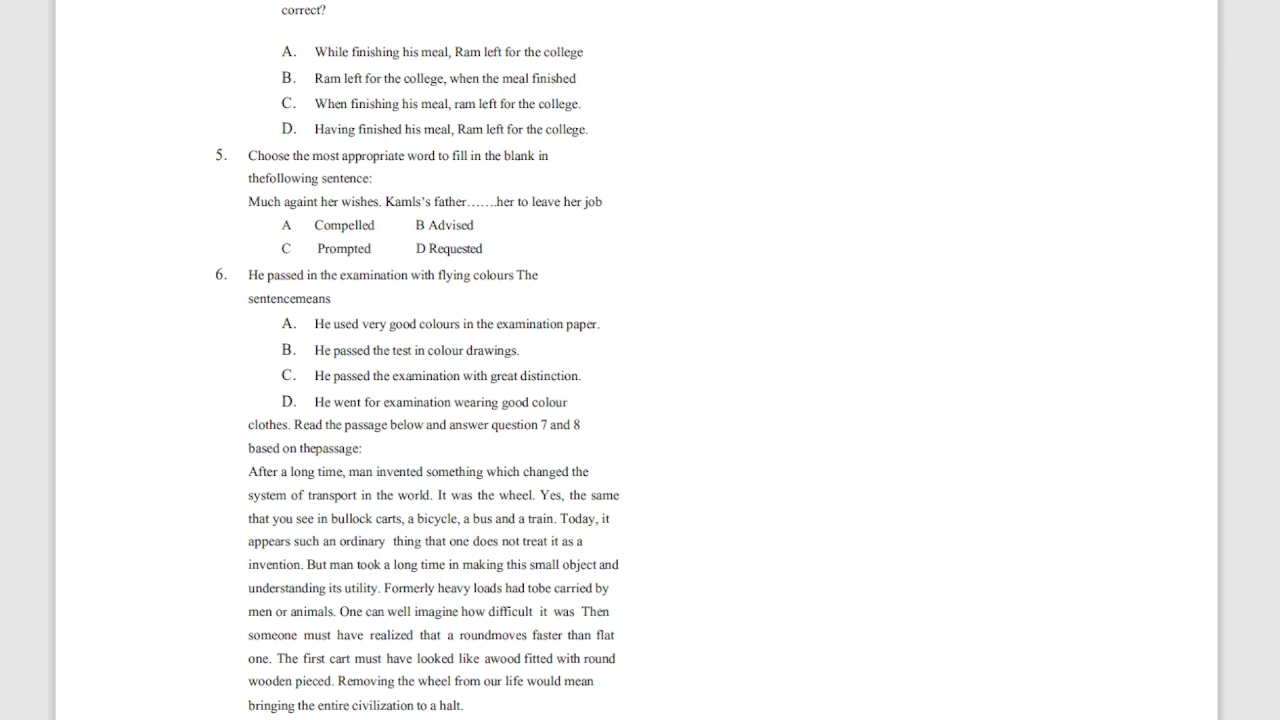 correct?
A. While finishing his meal, Ram left for the college
B. Ram left for the college, when the meal finished
C. When finishing his meal, ram left for the college.
D. Having finished his meal, Ram left for the college.
5. Choose the most appropriate word to fill in the blank in
thefollowing sentence:
Much againt her wishes. Kamls's father…….her to leave her job
A Compelled B Advised
C Prompted D Requested
6. He passed in the examination with flying colours The
sentencemeans
A. He used very good colours in the examination paper.
B. He passed the test in colour drawings.
C. He passed the examination with great distinction.
D. He went for examination wearing good colour
clothes. Read the passage below and answer question 7 and 8
based on thepassage:
After a long time, man invented something which changed the
system of transport in the world. It was the wheel. Yes, the same
that you see in bullock carts, a bicycle, a bus and a train. Today, it
appears such an ordinary thing that one does not treat it as a
invention. But man took a long time in making this small object and
understanding its utility. Formerly heavy loads had tobe carried by
men or animals. One can well imagine how difficult it was Then
someone must have realized that a roundmoves faster than flat
one. The first cart must have looked like awood fitted with round
wooden pieced. Removing the wheel from our life would mean
bringing the entire civilization to a halt.